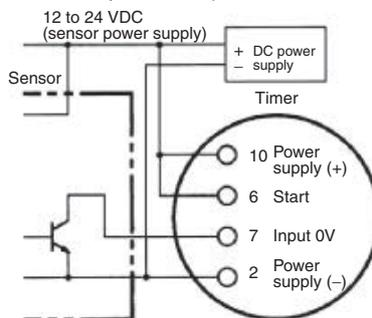 12 to 24 VDC
(sensor power supply)
+ DC power
– supply
Sensor
Timer
10 Power
supply (+)
6 Start
7 Input 0V
2 Power
supply (–)